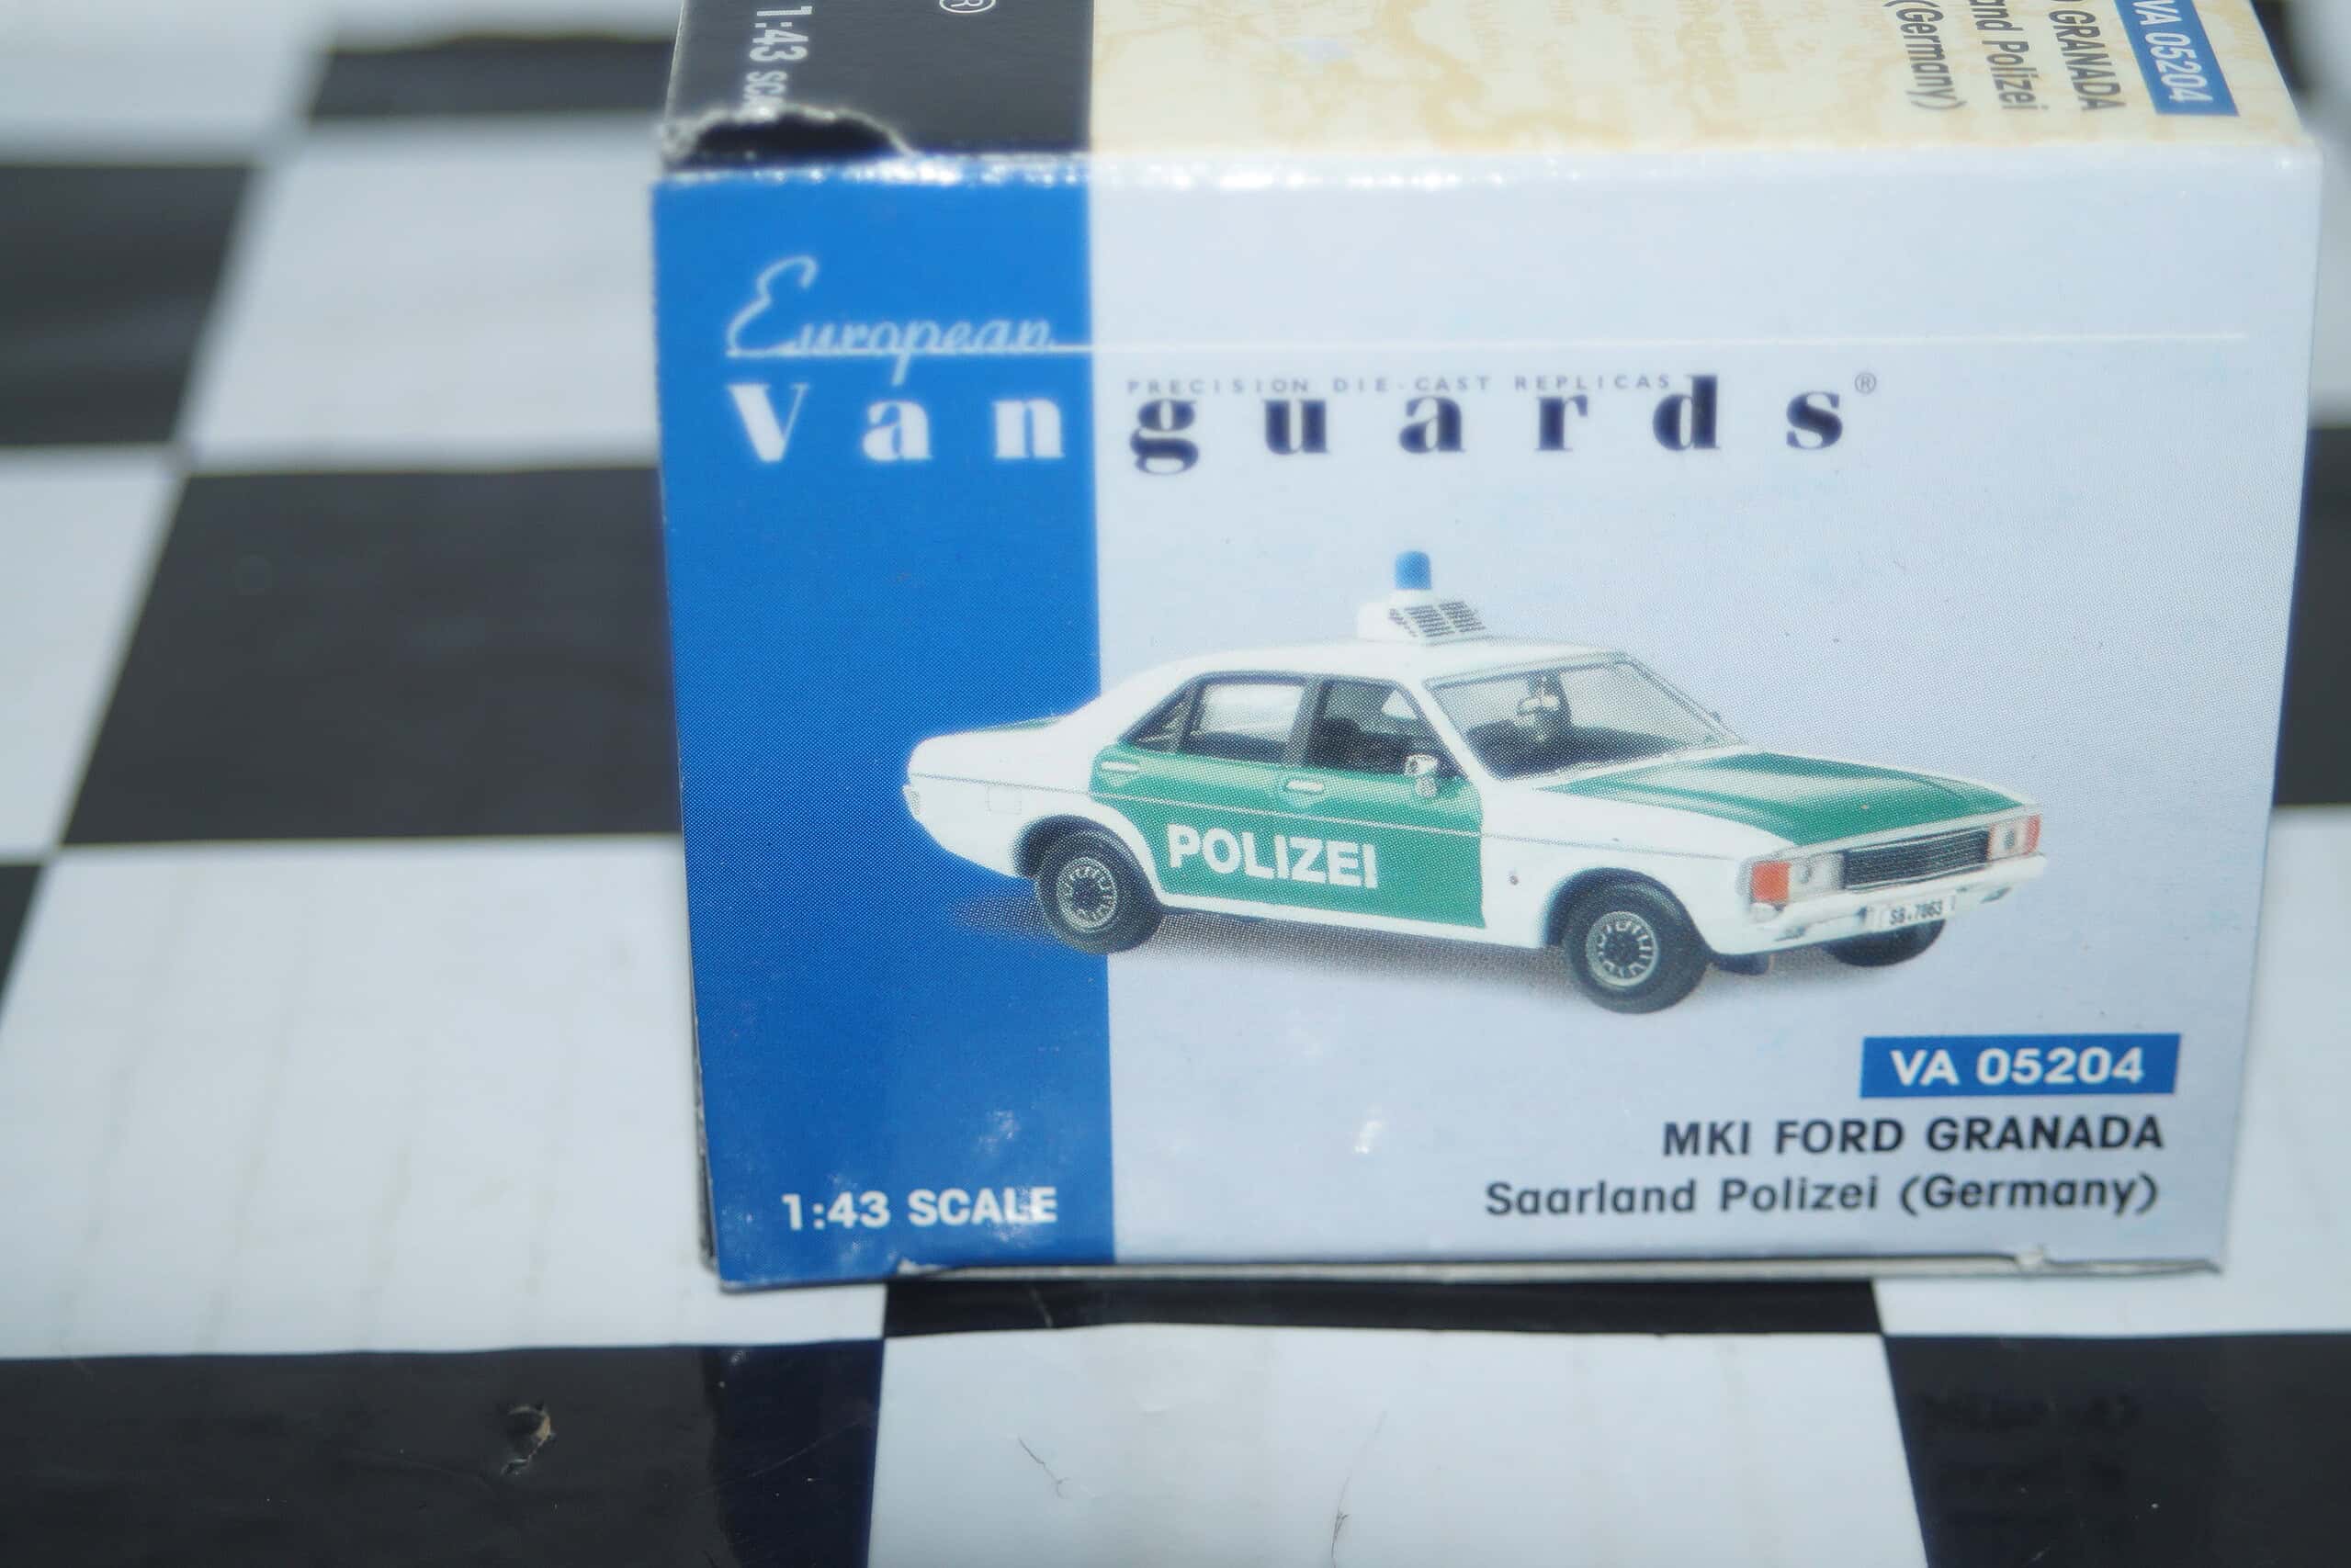 ®
1:43
VA 05204
GRANADA
Polizei
(Germany)
European
Vanguards®
PRECISION DIE-CAST REPLICAS
POLIZEI
VA 05204
MKI FORD GRANADA
Saarland Polizei (Germany)
1:43 SCALE